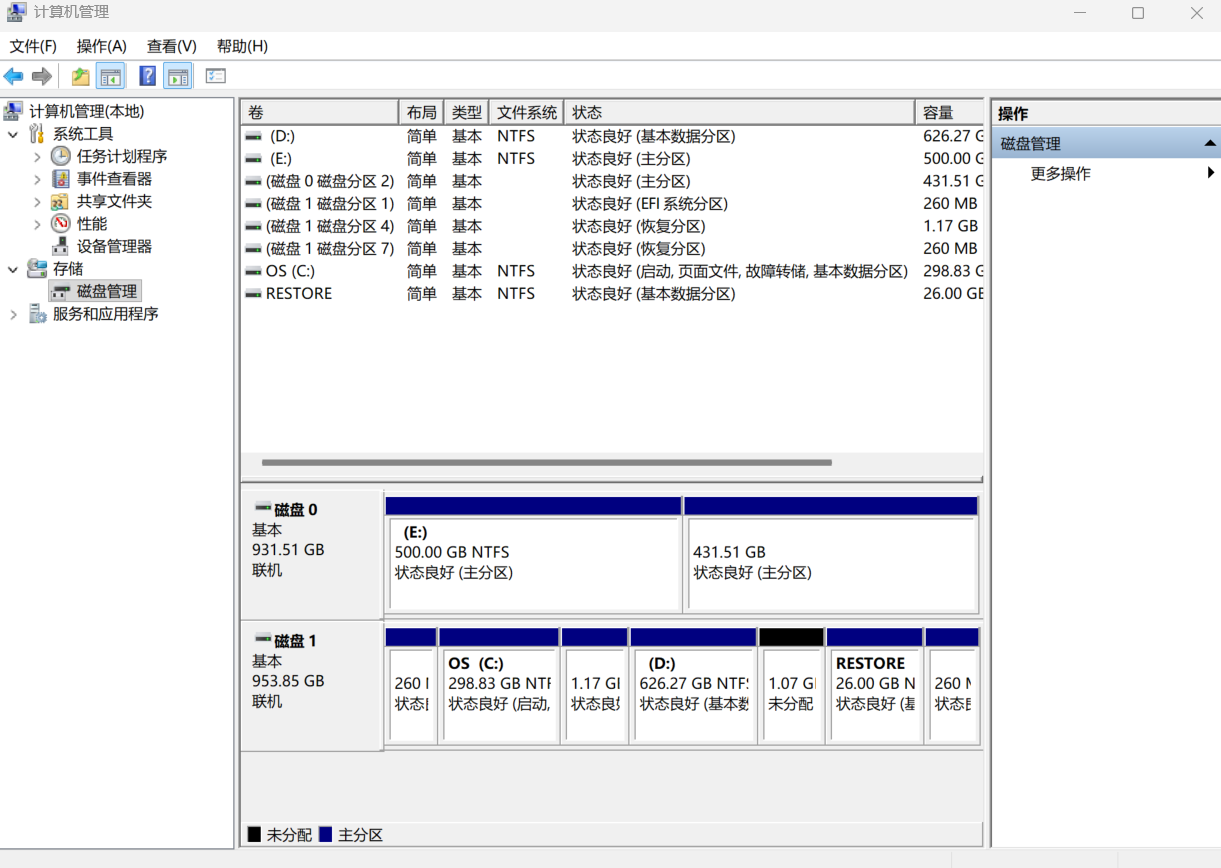 计算机管理
文件(F) 操作(A) 查看(V) 帮助(H)
计算机管理(本地)
系统工具
任务计划程序
事件查看器
共享文件夹
性能
设备管理器
存储
磁盘管理
服务和应用程序
卷 布局 类型 文件系统 状态 容量
(D:) 简单 基本 NTFS 状态良好 (基本数据分区) 626.27 G
(E:) 简单 基本 NTFS 状态良好 (主分区) 500.00 G
(磁盘 0 磁盘分区 2) 简单 基本 状态良好 (主分区) 431.51 G
(磁盘 1 磁盘分区 1) 简单 基本 状态良好 (EFI 系统分区) 260 MB
(磁盘 1 磁盘分区 4) 简单 基本 状态良好 (恢复分区) 1.17 GB
(磁盘 1 磁盘分区 7) 简单 基本 状态良好 (恢复分区) 260 MB
OS (C:) 简单 基本 NTFS 状态良好 (启动, 页面文件, 故障转储, 基本数据分区) 298.83 G
RESTORE 简单 基本 NTFS 状态良好 (基本数据分区) 26.00 GB
操作
磁盘管理
更多操作
磁盘 0
基本
931.51 GB
联机
(E:)
500.00 GB NTFS
状态良好 (主分区)
431.51 GB
状态良好 (主分区)
磁盘 1
基本
953.85 GB
联机
260
状态
OS (C:)
298.83 GB NTF
状态良好 (启动,
1.17 GI
状态良
(D:)
626.27 GB NTFS
状态良好 (基本数
1.07 G
未分配
RESTORE
26.00 GB N
状态良好 (基
260
状态
未分配 主分区